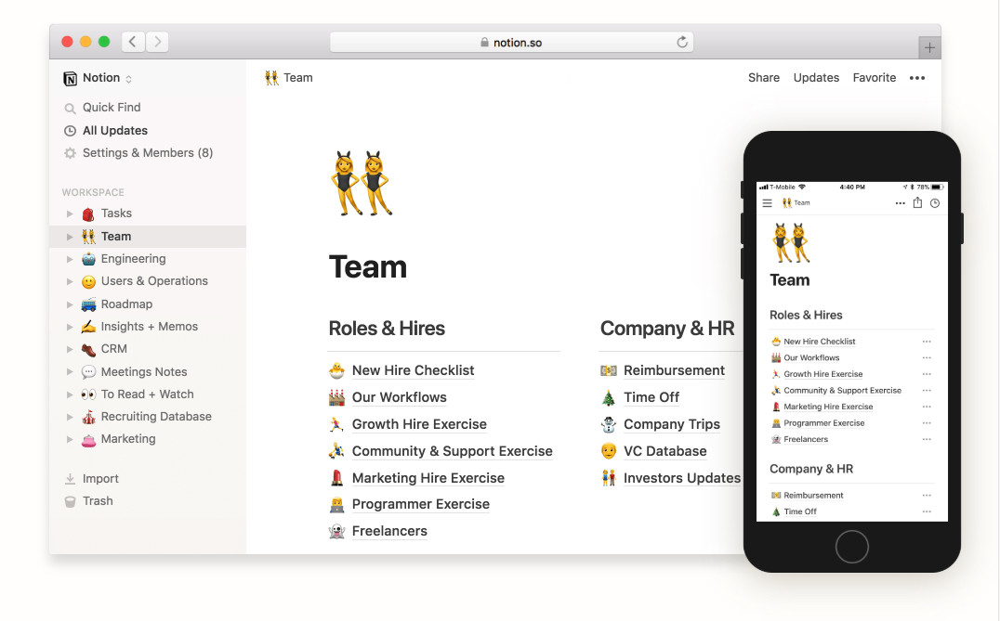 notion.so
Notion
Quick Find
All Updates
Settings & Members (8)
WORKSPACE
Tasks
Team
Engineering
Users & Operations
Roadmap
Insights + Memos
CRM
Meetings Notes
To Read + Watch
Recruiting Database
Marketing
Import
Trash
Team
Share Updates Favorite
Team
Roles & Hires
New Hire Checklist
Our Workflows
Growth Hire Exercise
Community & Support Exercise
Marketing Hire Exercise
Programmer Exercise
Freelancers
Company & HR
Reimbursement
Time Off
Company Trips
VC Database
Investors Updates
T-Mobile 4:40 PM 78%
Team
Team
Roles & Hires
New Hire Checklist
Our Workflows
Growth Hire Exercise
Community & Support Exercise
Marketing Hire Exercise
Programmer Exercise
Freelancers
Company & HR
Reimbursement
Time Off